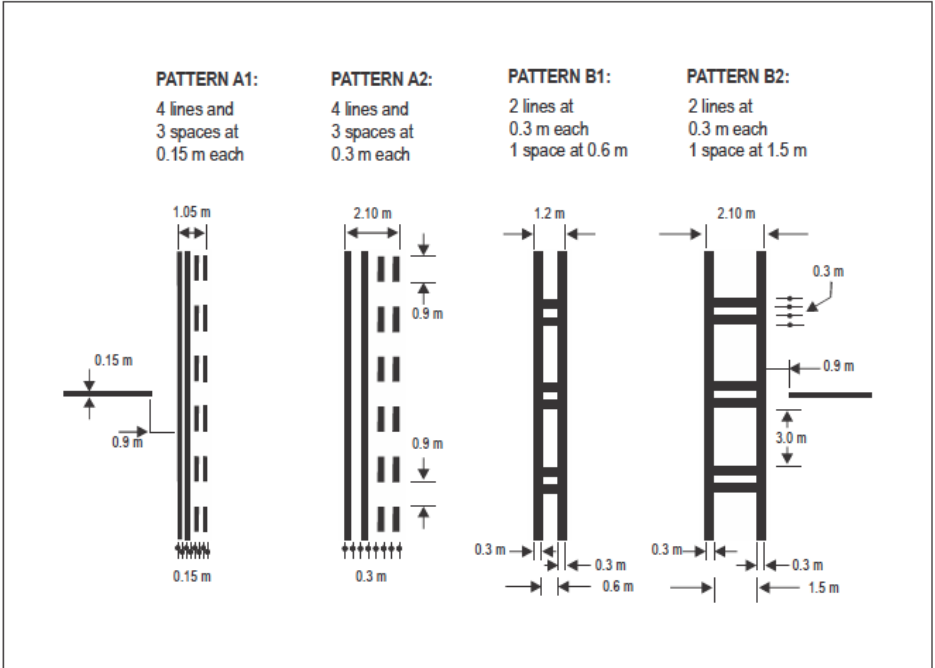 PATTERN A1:
4 lines and
3 spaces at
0.15 m each
PATTERN A2:
4 lines and
3 spaces at
0.3 m each
PATTERN B1:
2 lines at
0.3 m each
1 space at 0.6 m
PATTERN B2:
2 lines at
0.3 m each
1 space at 1.5 m
1.05 m
2.10 m
1.2 m
2.10 m
0.3 m
0.9 m
0.15 m
0.9 m
0.9 m
0.9 m
3.0 m
0.15 m
0.3 m
0.3 m
0.3 m
0.6 m
0.3 m
0.3 m
1.5 m